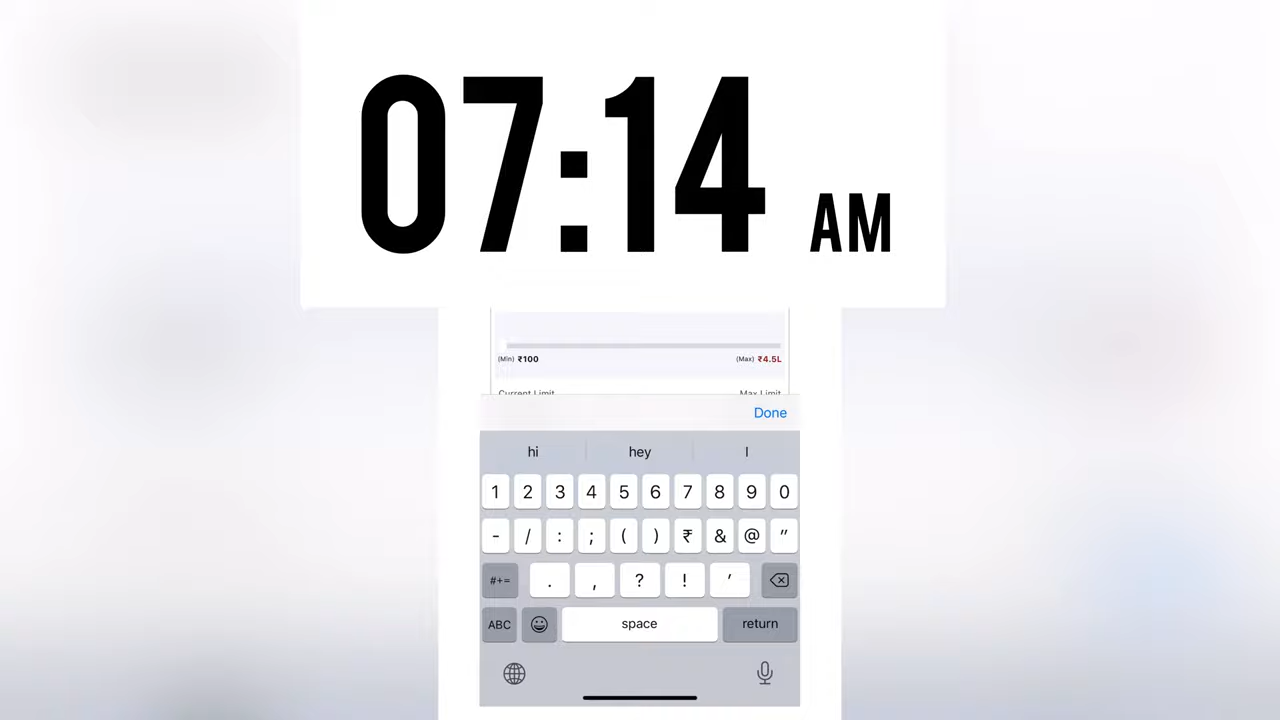 07:14 AM
(Min) ₹100 (Max) ₹4.5L
Current Limit Max Limit
Done
hi hey I
1 2 3 4 5 6 7 8 9 0
- / : ; ( ) ₹ & @ "
#+= . , ? ! '
ABC space return